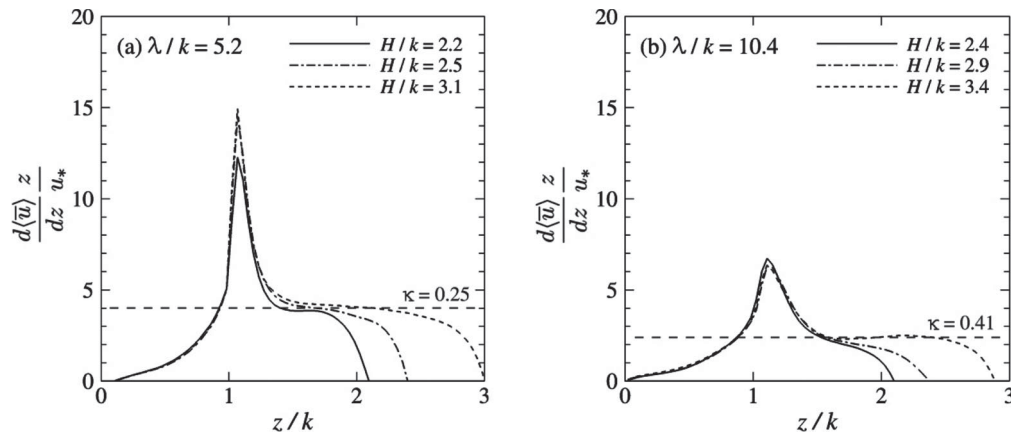 20
(a) λ / k = 5.2
H / k = 2.2
H / k = 2.5
H / k = 3.1
15
d⟨u̅⟩ z
dz u*
10
5
κ = 0.25
0
0 1 2 3
z / k
20
(b) λ / k = 10.4
H / k = 2.4
H / k = 2.9
H / k = 3.4
15
d⟨u̅⟩ z
dz u*
10
5
κ = 0.41
0
0 1 2 3
z / k